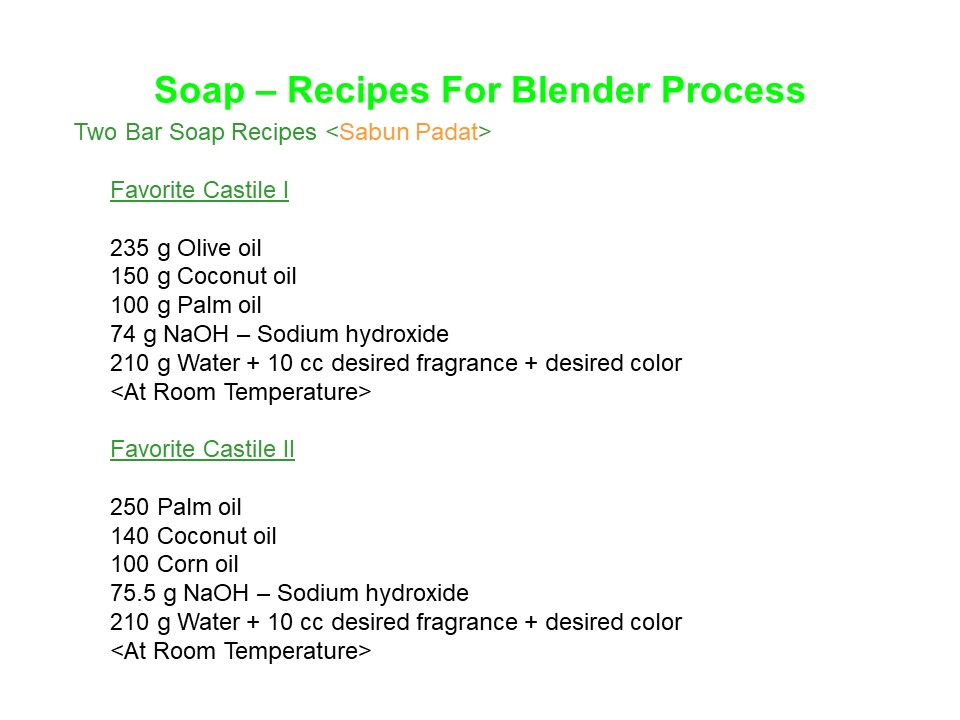 Soap – Recipes For Blender Process
Two Bar Soap Recipes <Sabun Padat>
Favorite Castile I
235 g Olive oil
150 g Coconut oil
100 g Palm oil
74 g NaOH – Sodium hydroxide
210 g Water + 10 cc desired fragrance + desired color
<At Room Temperature>
Favorite Castile II
250 Palm oil
140 Coconut oil
100 Corn oil
75.5 g NaOH – Sodium hydroxide
210 g Water + 10 cc desired fragrance + desired color
<At Room Temperature>